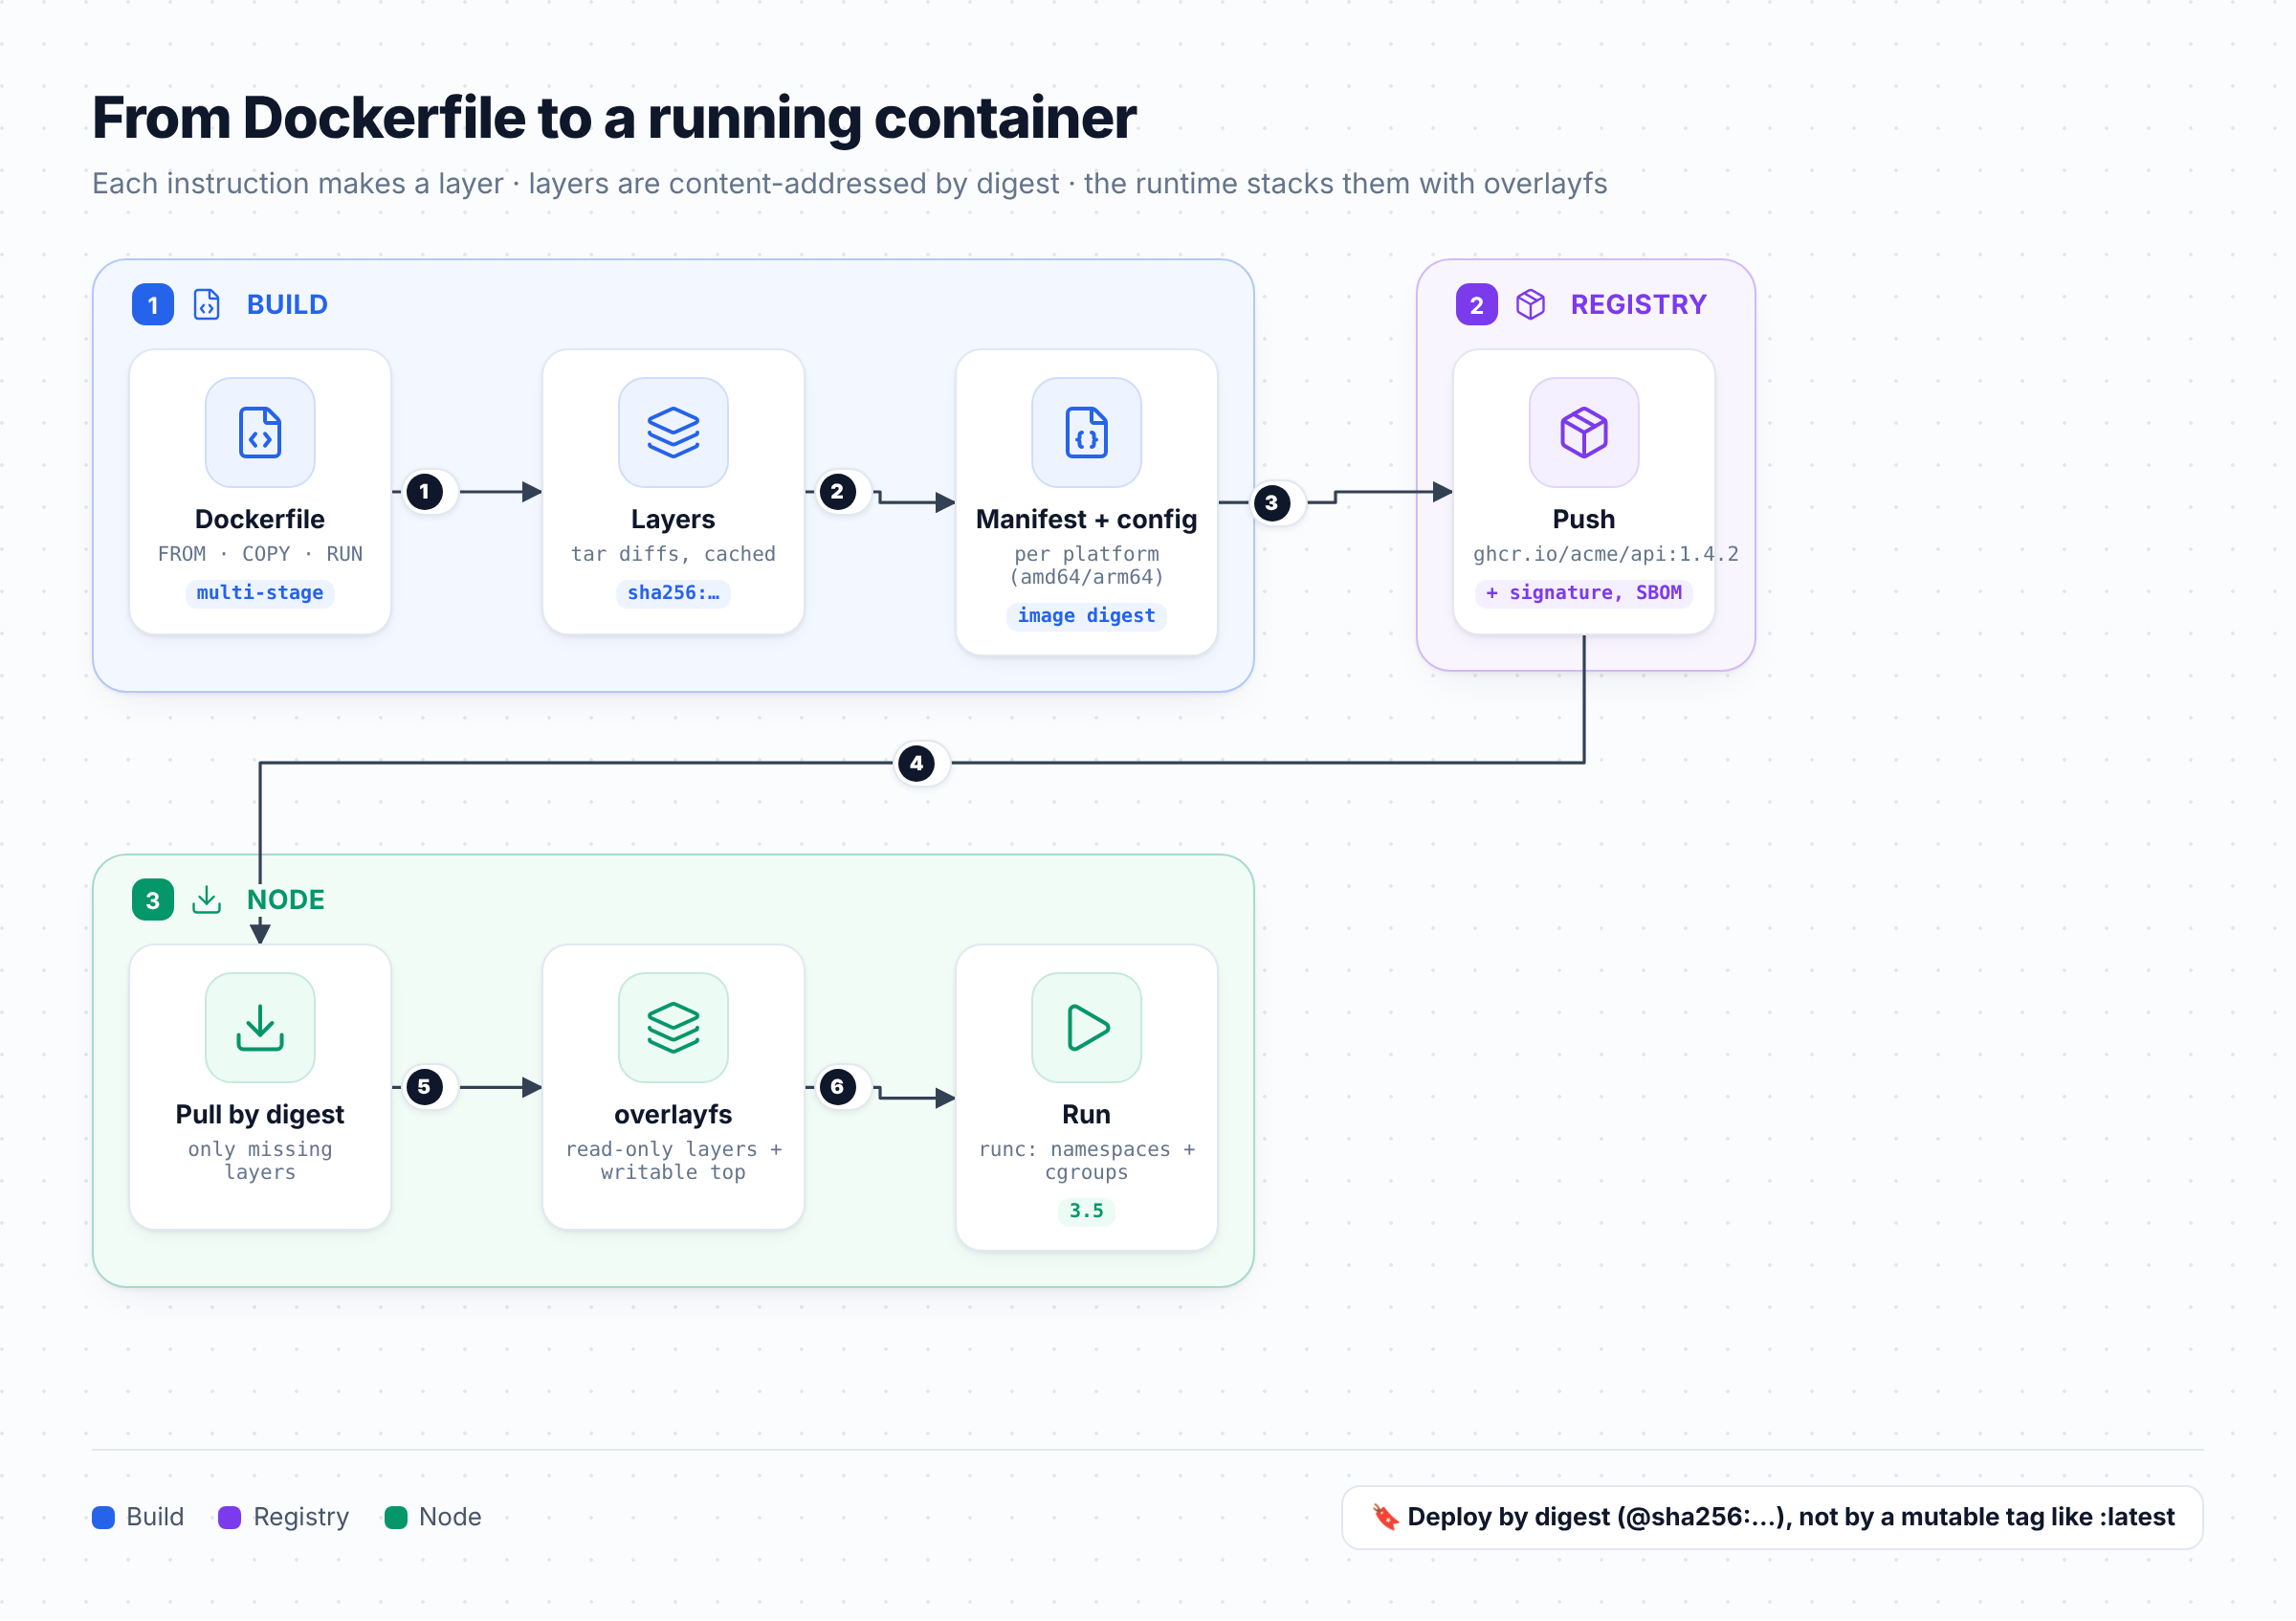 From Dockerfile to a running container
Each instruction makes a layer · layers are content-addressed by digest · the runtime stacks them with overlayfs
1 BUILD
Dockerfile
FROM · COPY · RUN
multi-stage
1
Layers
tar diffs, cached
sha256:…
2
Manifest + config
per platform
(amd64/arm64)
image digest
3
2 REGISTRY
Push
ghcr.io/acme/api:1.4.2
+ signature, SBOM
4
3 NODE
Pull by digest
only missing
layers
5
overlayfs
read-only layers +
writable top
6
Run
runc: namespaces +
cgroups
3.5
Build
Registry
Node
🔖 Deploy by digest (@sha256:…), not by a mutable tag like :latest